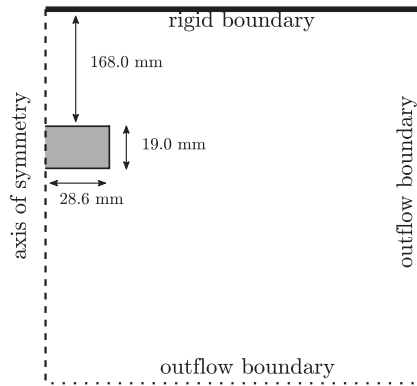 rigid boundary
168.0 mm
19.0 mm
28.6 mm
axis of symmetry
outflow boundary
outflow boundary